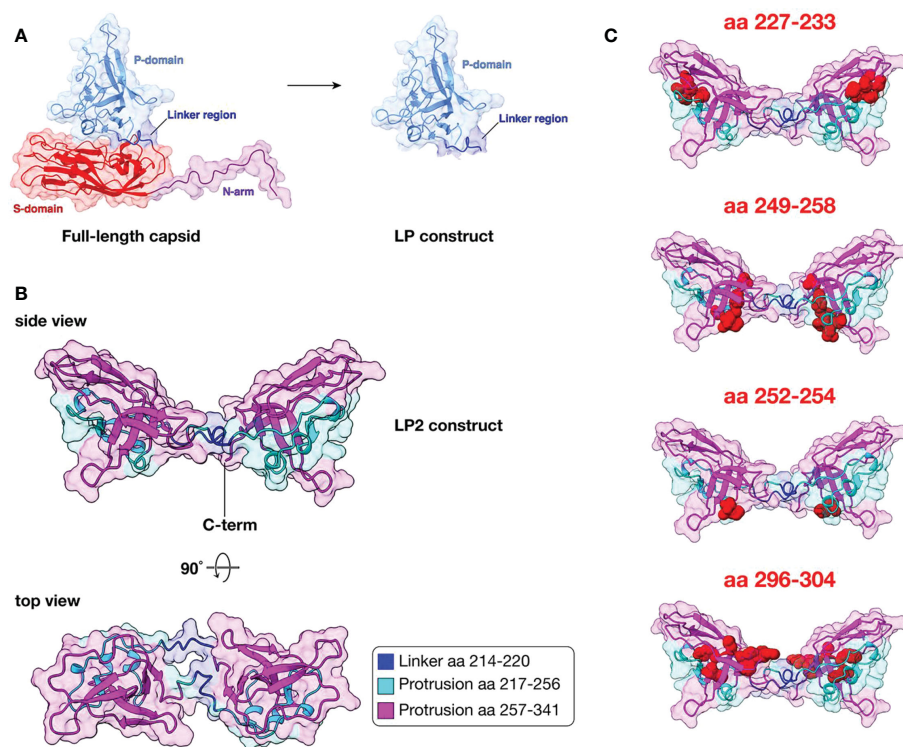 A
P-domain
Linker region
N-arm
S-domain
Full-length capsid
P-domain
Linker region
LP construct
B
side view
LP2 construct
C-term
90°
top view
Linker aa 214-220
Protrusion aa 217-256
Protrusion aa 257-341
C
aa 227-233
aa 249-258
aa 252-254
aa 296-304